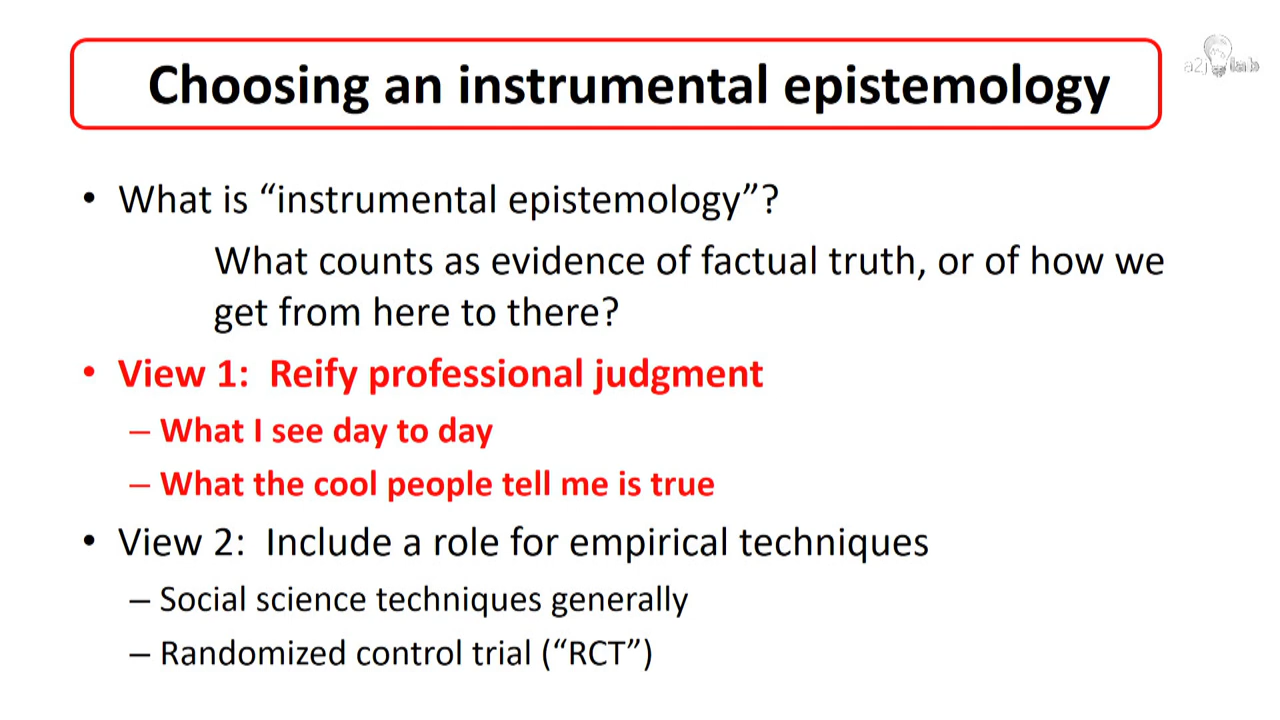 Choosing an instrumental epistemology
a2j lab
• What is “instrumental epistemology”?
What counts as evidence of factual truth, or of how we
get from here to there?
• View 1:  Reify professional judgment
– What I see day to day
– What the cool people tell me is true
• View 2:  Include a role for empirical techniques
– Social science techniques generally
– Randomized control trial (“RCT”)